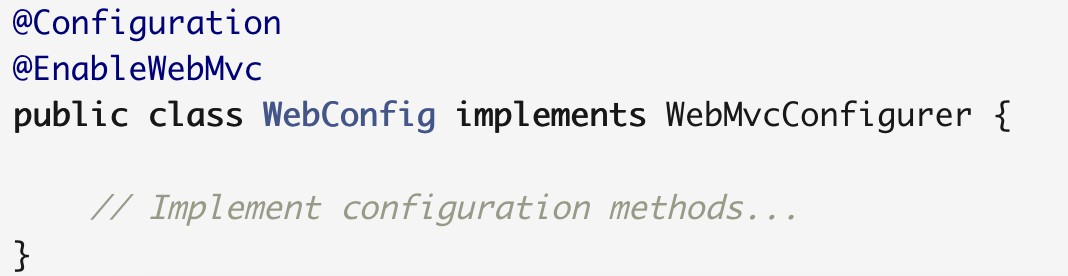 @Configuration
@EnableWebMvc
public class WebConfig implements WebMvcConfigurer {
// Implement configuration methods...
}